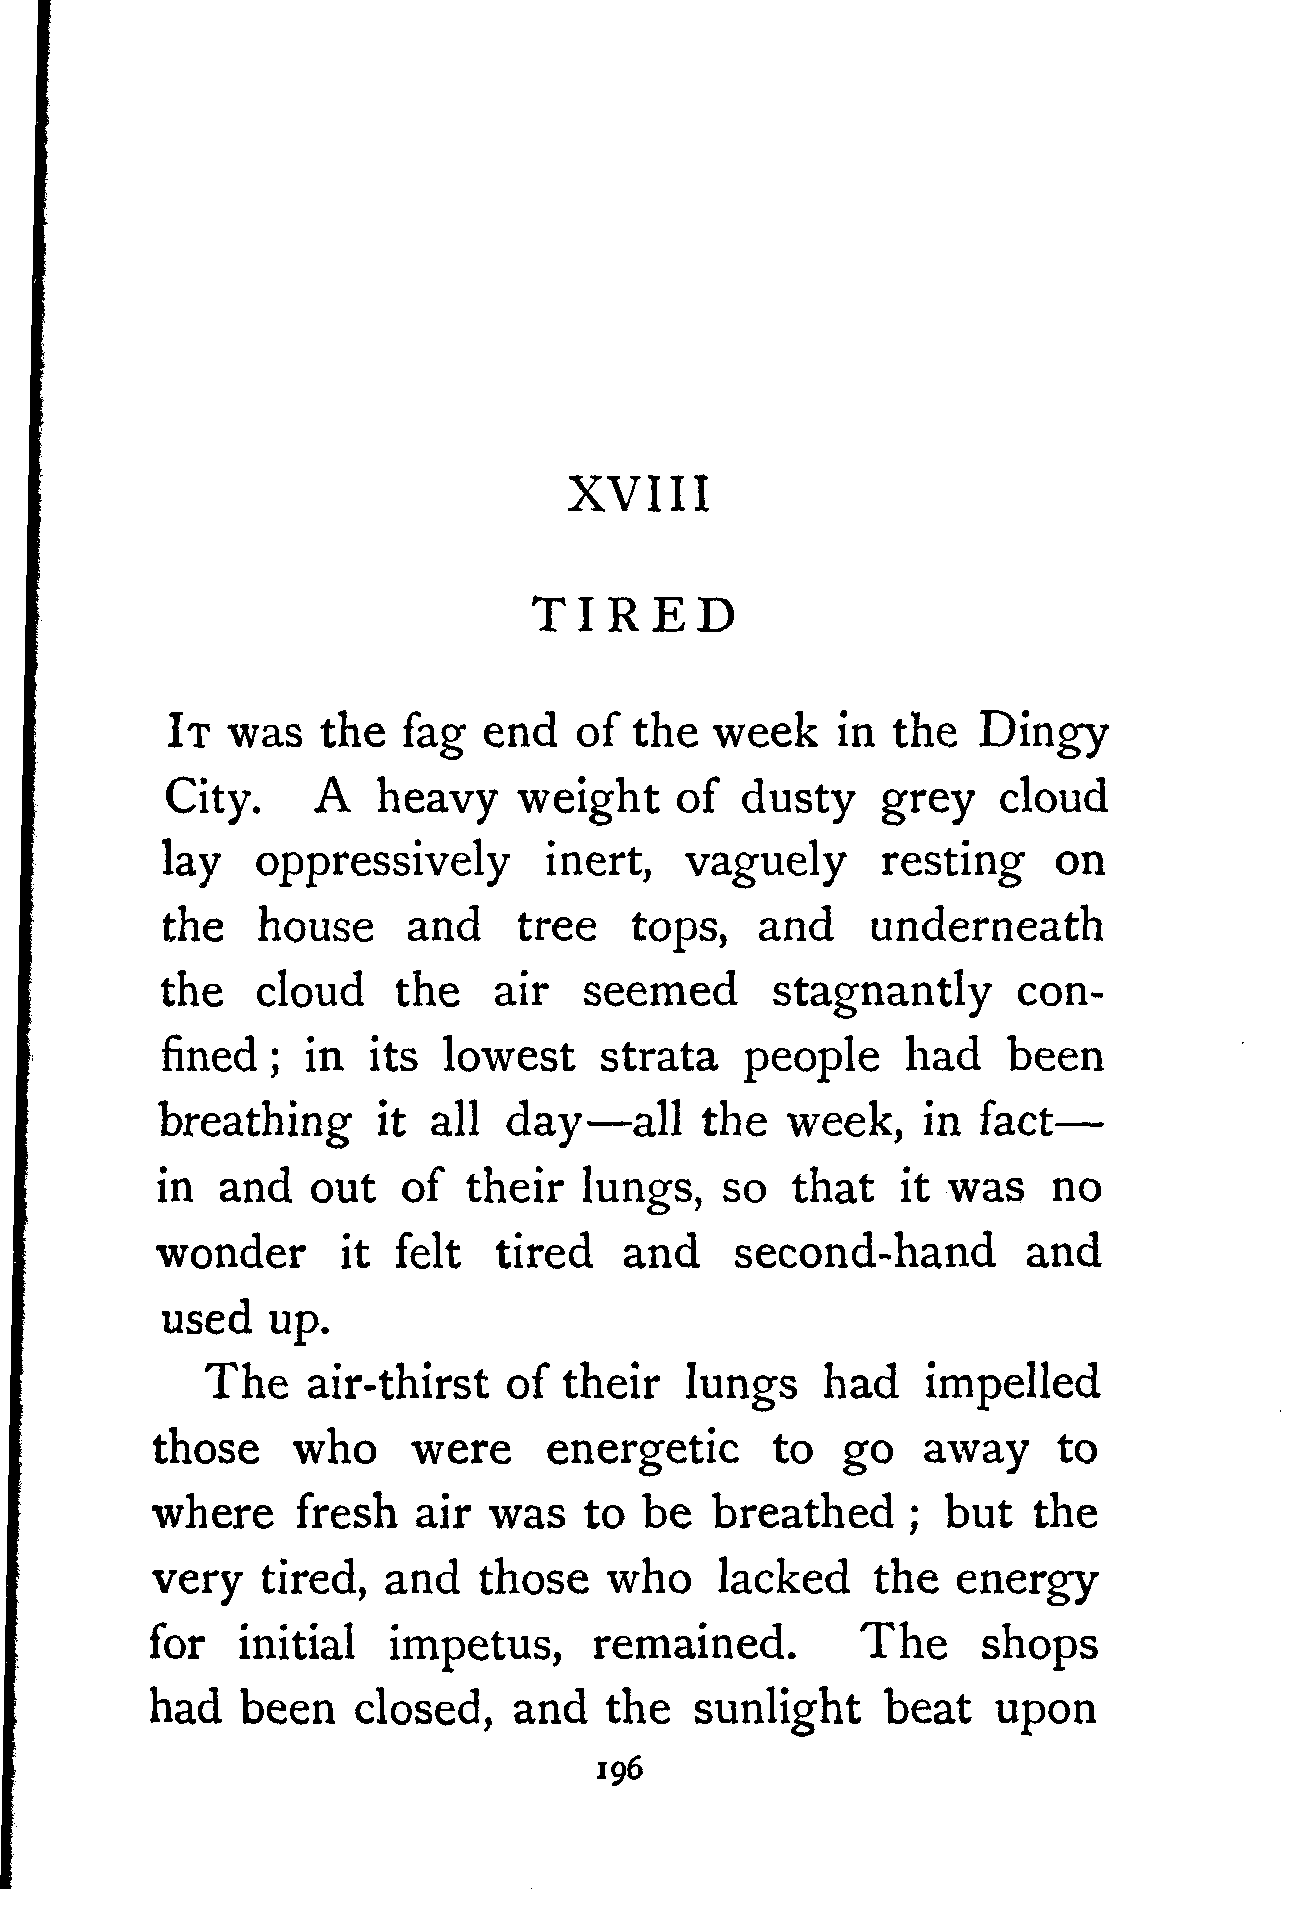 XVIII
TIRED
It was the fag end of the week in the Dingy
City. A heavy weight of dusty grey cloud
lay oppressively inert, vaguely resting on
the house and tree tops, and underneath
the cloud the air seemed stagnantly con-
fined ; in its lowest strata people had been
breathing it all day—all the week, in fact—
in and out of their lungs, so that it was no
wonder it felt tired and second-hand and
used up.
The air-thirst of their lungs had impelled
those who were energetic to go away to
where fresh air was to be breathed ; but the
very tired, and those who lacked the energy
for initial impetus, remained. The shops
had been closed, and the sunlight beat upon
196